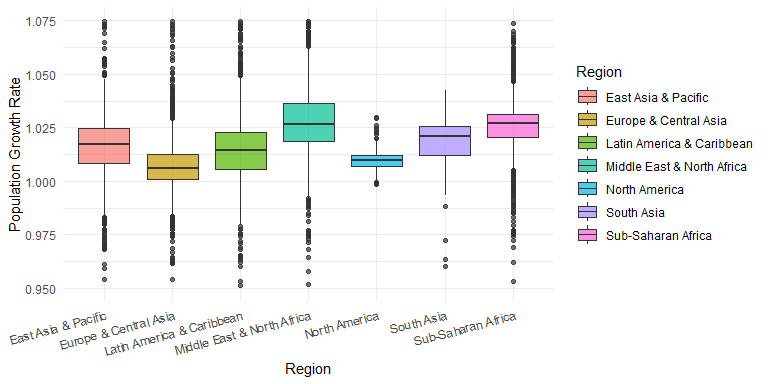 1.075
1.050
1.025
1.000
0.975
0.950
Population Growth Rate
East Asia & Pacific
Europe & Central Asia
Latin America & Caribbean
Middle East & North Africa
North America
South Asia
Sub-Saharan Africa
Region
Region
East Asia & Pacific
Europe & Central Asia
Latin America & Caribbean
Middle East & North Africa
North America
South Asia
Sub-Saharan Africa